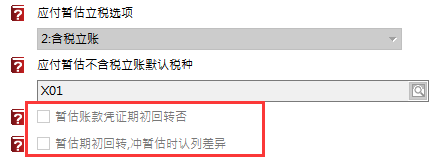 应付暂估立税选项
2:含税立账
应付暂估不含税立账默认税种
X01
暂估账款凭证期初回转否
暂估期初回转,冲暂估时认列差异